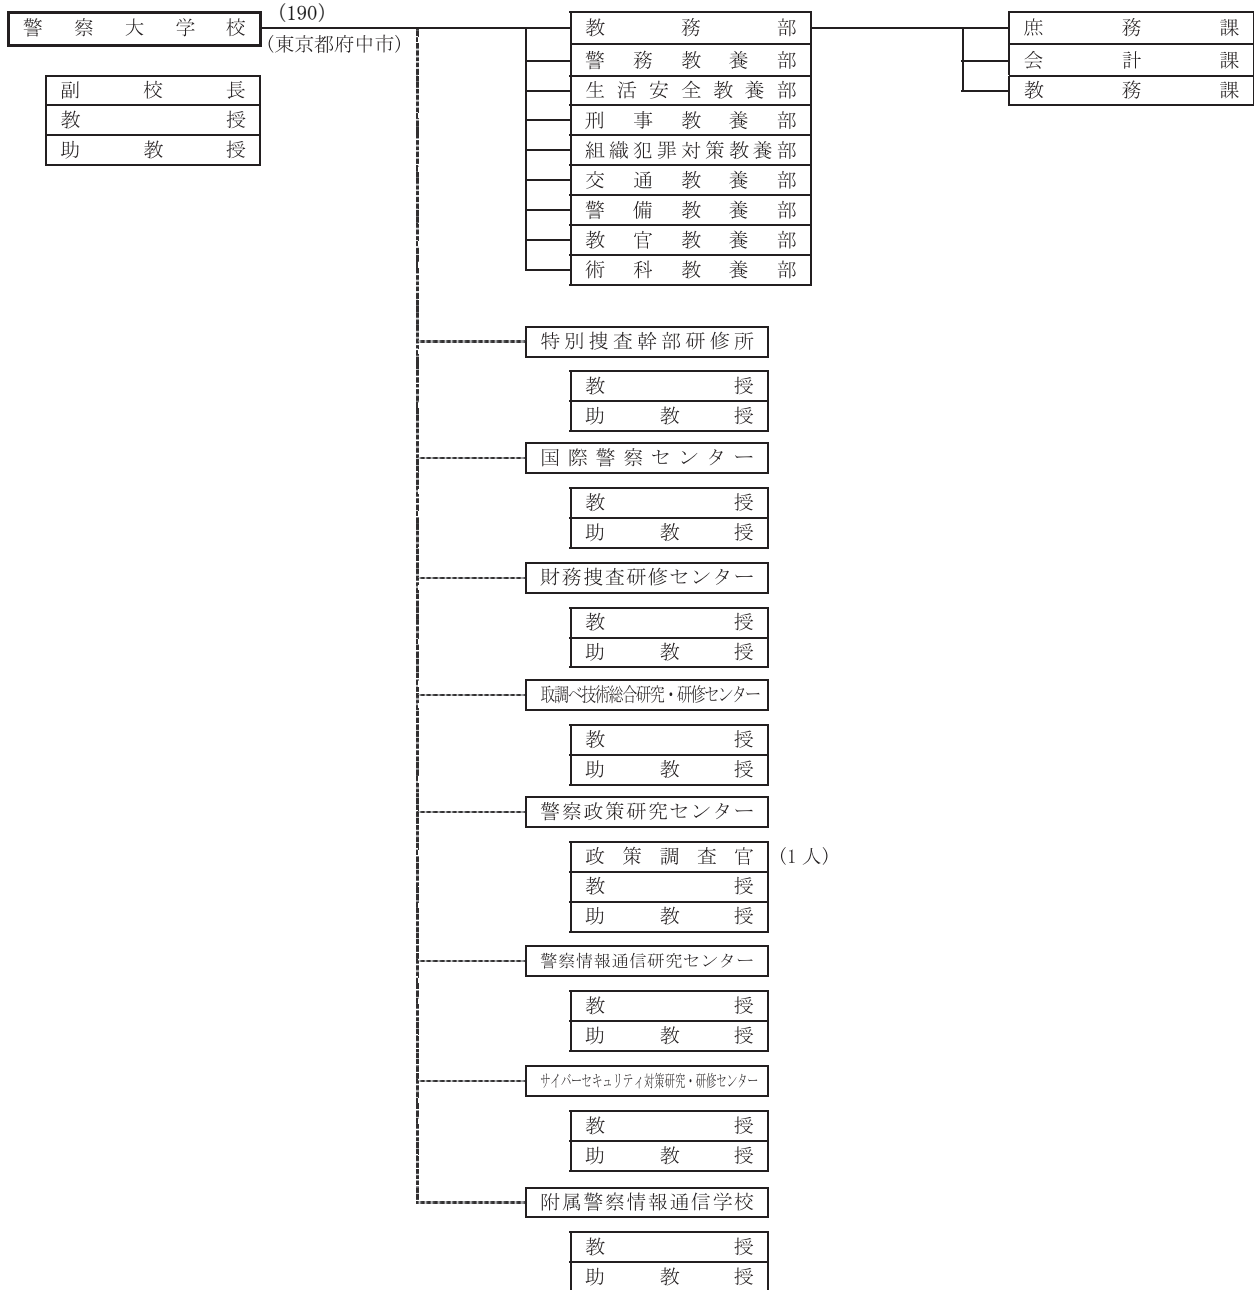 警察大学校
（190）
（東京都府中市）
副校長
教授
助教授
教務部
警務教養部
生活安全教養部
刑事教養部
組織犯罪対策教養部
交通教養部
警備教養部
教官教養部
術科教養部
庶務課
会計課
教務課
特別捜査幹部研修所
教授
助教授
国際警察センター
教授
助教授
財務捜査研修センター
教授
助教授
取調べ技術総合研究・研修センター
教授
助教授
警察政策研究センター
政策調査官（1人）
教授
助教授
警察情報通信研究センター
教授
助教授
サイバーセキュリティ対策研究・研修センター
教授
助教授
附属警察情報通信学校
教授
助教授